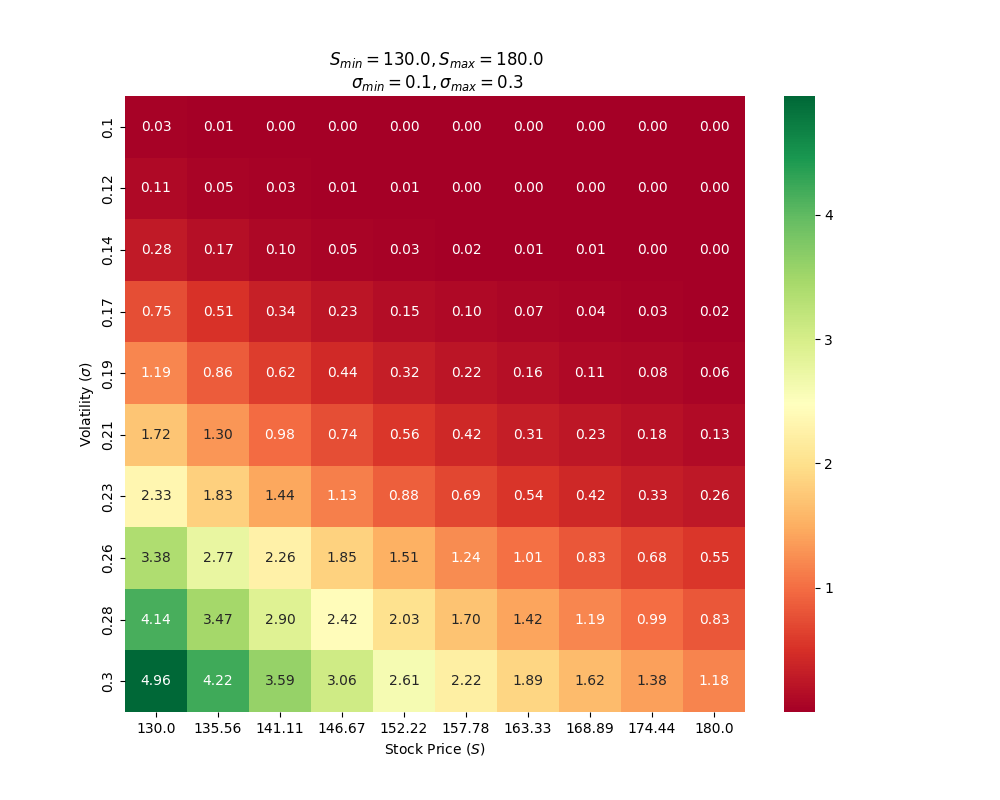 S_min = 130.0, S_max = 180.0
σ_min = 0.1, σ_max = 0.3
0.1 0.03 0.01 0.00 0.00 0.00 0.00 0.00 0.00 0.00 0.00
0.12 0.11 0.05 0.03 0.01 0.01 0.00 0.00 0.00 0.00 0.00
0.14 0.28 0.17 0.10 0.05 0.03 0.02 0.01 0.01 0.00 0.00
4
0.17 0.75 0.51 0.34 0.23 0.15 0.10 0.07 0.04 0.03 0.02
3
0.19 1.19 0.86 0.62 0.44 0.32 0.22 0.16 0.11 0.08 0.06
Volatility (σ)
0.21 1.72 1.30 0.98 0.74 0.56 0.42 0.31 0.23 0.18 0.13
2
0.23 2.33 1.83 1.44 1.13 0.88 0.69 0.54 0.42 0.33 0.26
0.26 3.38 2.77 2.26 1.85 1.51 1.24 1.01 0.83 0.68 0.55
1
0.28 4.14 3.47 2.90 2.42 2.03 1.70 1.42 1.19 0.99 0.83
0.3 4.96 4.22 3.59 3.06 2.61 2.22 1.89 1.62 1.38 1.18
130.0 135.56 141.11 146.67 152.22 157.78 163.33 168.89 174.44 180.0
Stock Price (S)